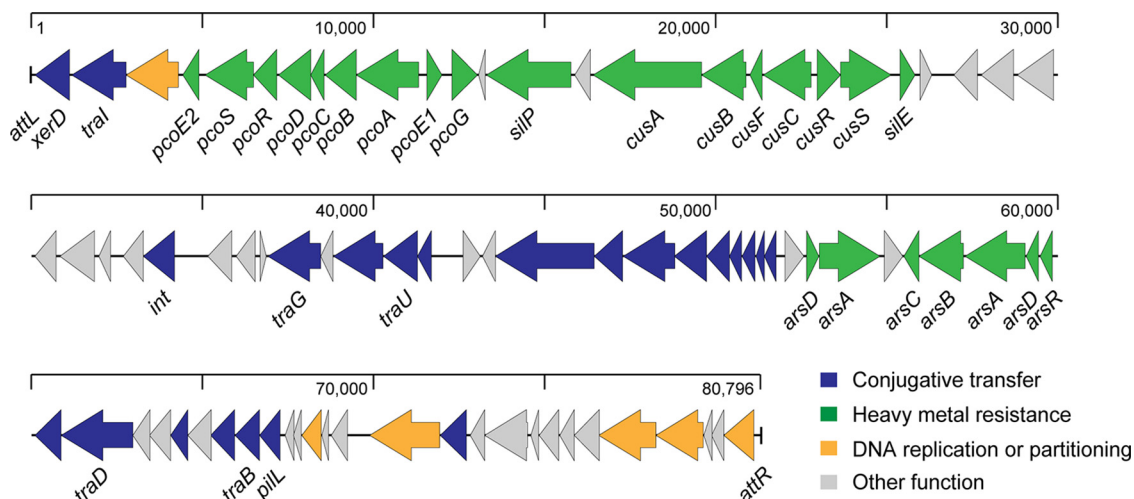 1 10,000 20,000 30,000
attL xerD traI pcoE2 pcoS pcoR pcoD pcoC pcoB pcoA pcoE1 pcoG silP cusA cusB cusF cusC cusR cusS silE
40,000 50,000 60,000
int traG traU arsD arsA arsC arsB arsA arsD arsR
70,000 80,796
traD traB pilL attR
Conjugative transfer
Heavy metal resistance
DNA replication or partitioning
Other function